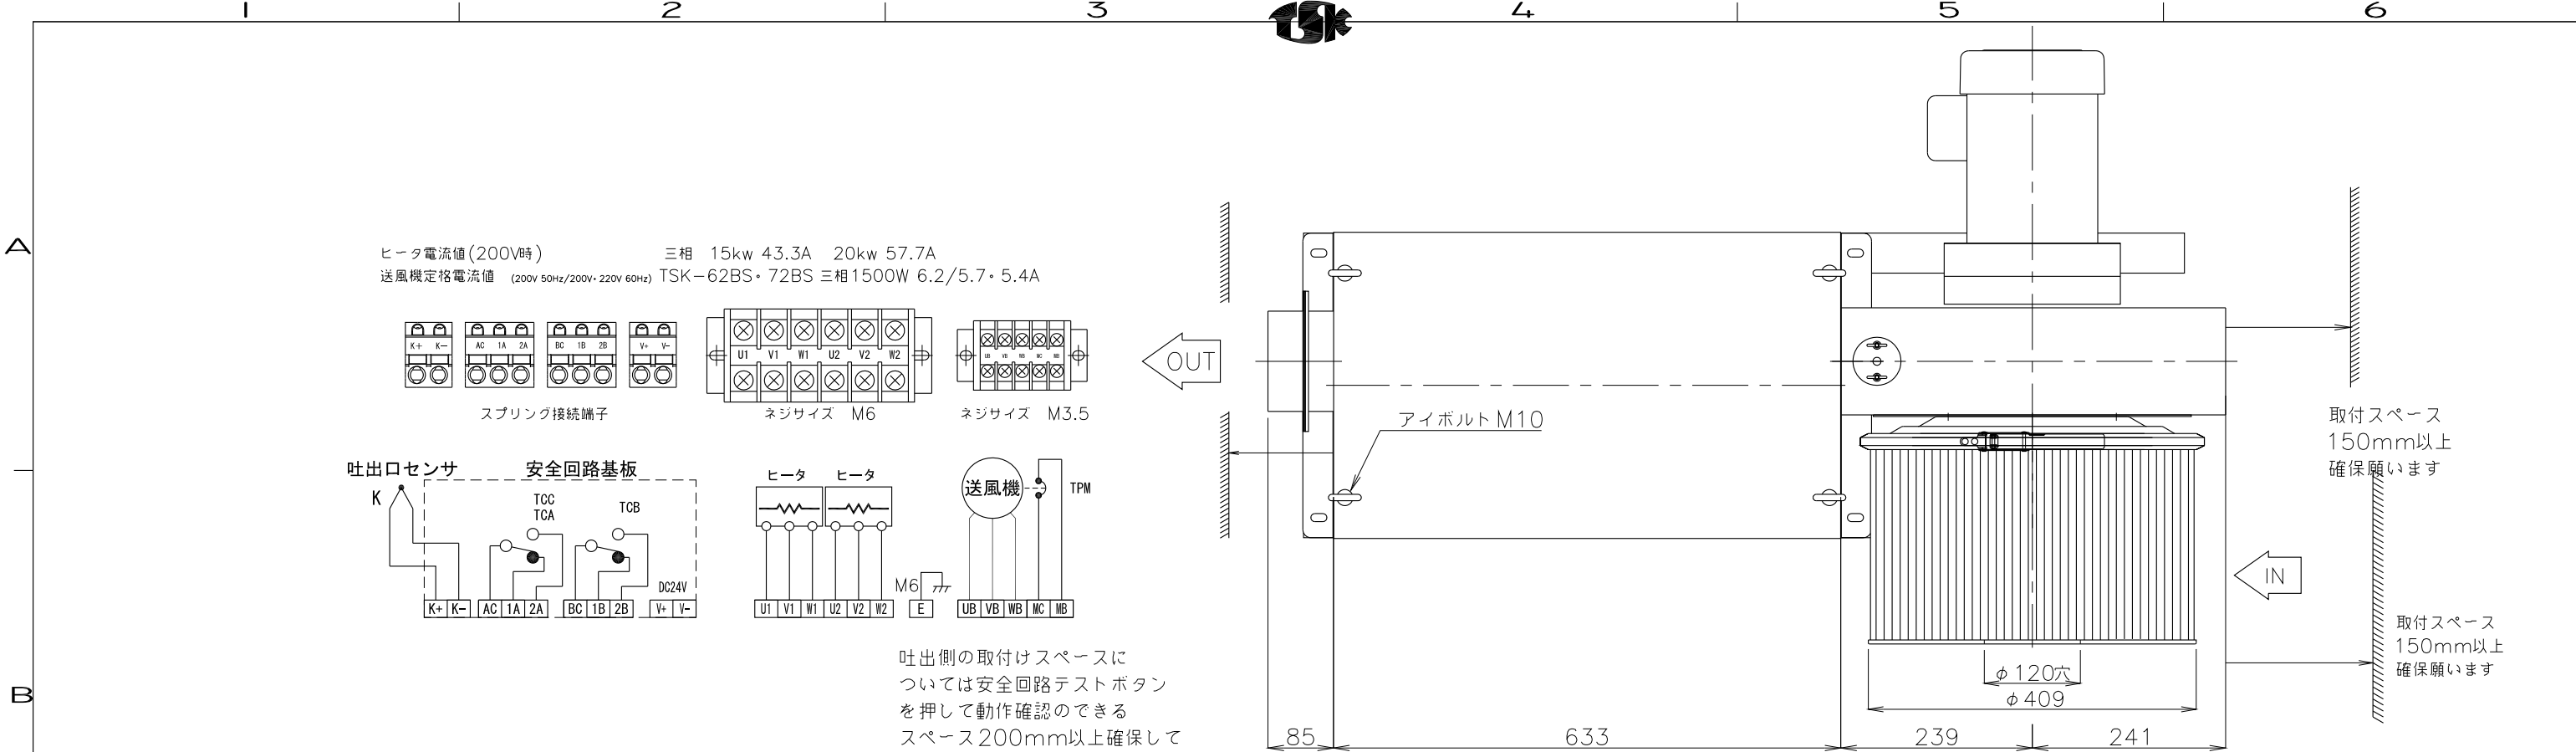 1 2 3 4 5 6
TSK
A
ヒータ電流値(200V時) 三相 15kw 43.3A 20kw 57.7A
送風機定格電流値 (200V 50Hz/200V・220V 60Hz) TSK-62BS・72BS 三相1500W 6.2/5.7・5.4A
K+ K- AC 1A 2A BC 1B 2B V+ V-
U1 V1 W1 U2 V2 W2
UB VB WB MC MB
スプリング接続端子
ネジサイズ M6
ネジサイズ M3.5
OUT
アイボルト M10
取付スペース
150mm以上
確保願います
吐出口センサ
K
安全回路基板
TCC
TCA
TCB
DC24V
K+ K- AC 1A 2A BC 1B 2B V+ V-
ヒータ ヒータ
U1 V1 W1 U2 V2 W2
M6
E
送風機
TPM
UB VB WB MC MB
IN
取付スペース
150mm以上
確保願います
B
吐出側の取付けスペースに
ついては安全回路テストボタン
を押して動作確認のできる
スペース200mm以上確保して
φ120穴
φ409
85 633 239 241